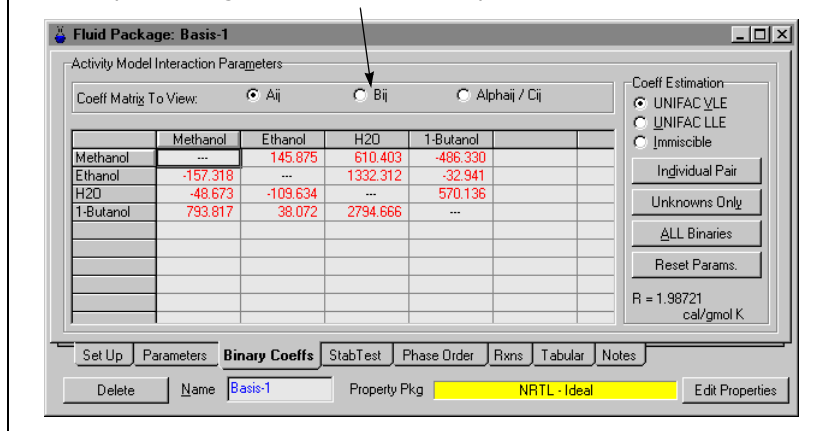 Fluid Package: Basis-1
Activity Model Interaction Parameters
Coeff Matrix To View: Aij Bij Alphaij / Cij
Methanol Ethanol H2O 1-Butanol
Methanol --- 145.875 610.403 -486.330
Ethanol -157.318 --- 1332.312 -32.941
H2O -48.673 -109.634 --- 570.136
1-Butanol 793.817 38.072 2794.666 ---
Coeff Estimation
UNIFAC VLE
UNIFAC LLE
Immiscible
Individual Pair
Unknowns Only
ALL Binaries
Reset Params.
R = 1.98721
cal/gmol K
Set Up Parameters Binary Coeffs StabTest Phase Order Rxns Tabular Notes
Delete Name Basis-1 Property Pkg NRTL - Ideal Edit Properties